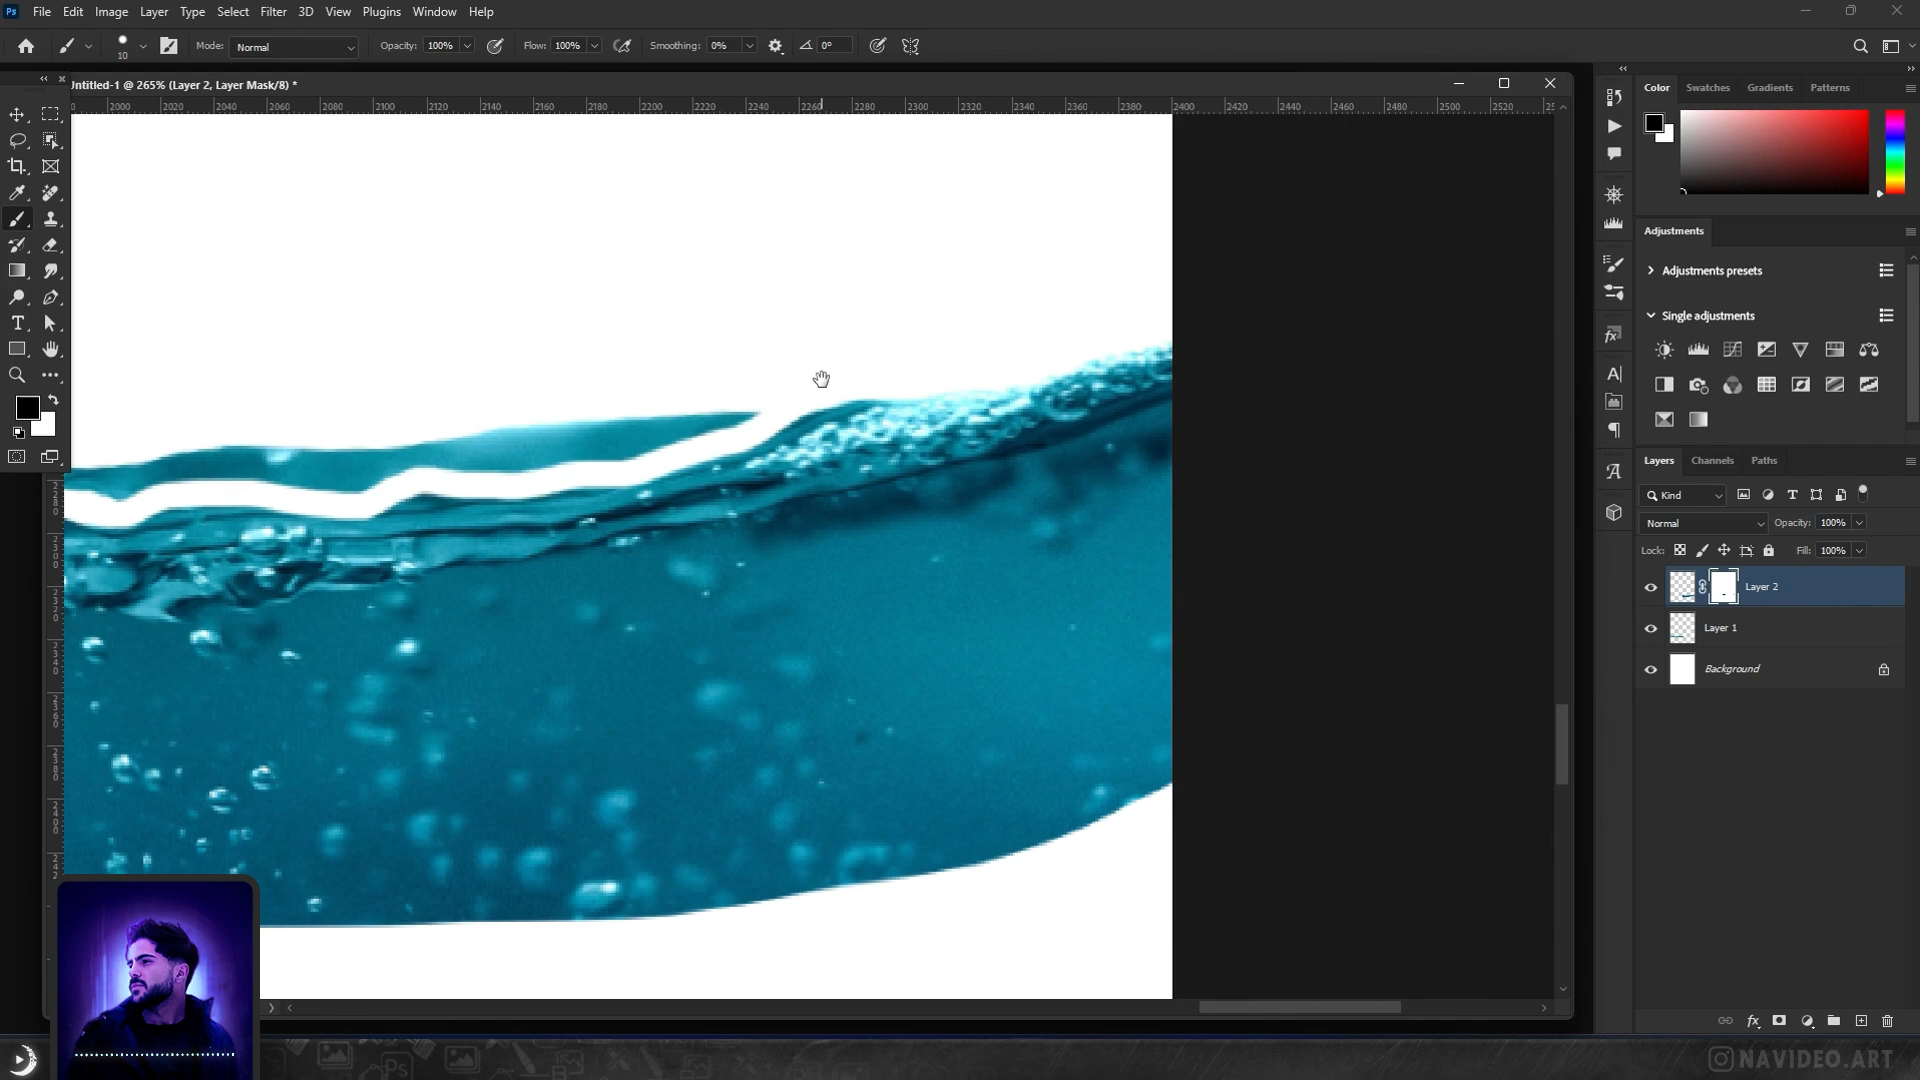 Ps File Edit Image Layer Type Select Filter 3D View Plugins Window Help
10 Mode: Normal Opacity: 100% Flow: 100% Smoothing: 0% 0°
Untitled-1 @ 265% (Layer 2, Layer Mask/8) *
2000 2020 2040 2060 2080 2100 2120 2140 2160 2180 2200 2220 2240 2260 2280 2300 2320 2340 2360 2380 2400 2420 2440 2460 2480 2500 2520
Color Swatches Gradients Patterns
Adjustments
Adjustments presets
Single adjustments
Layers Channels Paths
Kind
Normal Opacity: 100%
Lock: Fill: 100%
Layer 2
Layer 1
Background
NAVIDEO.ART